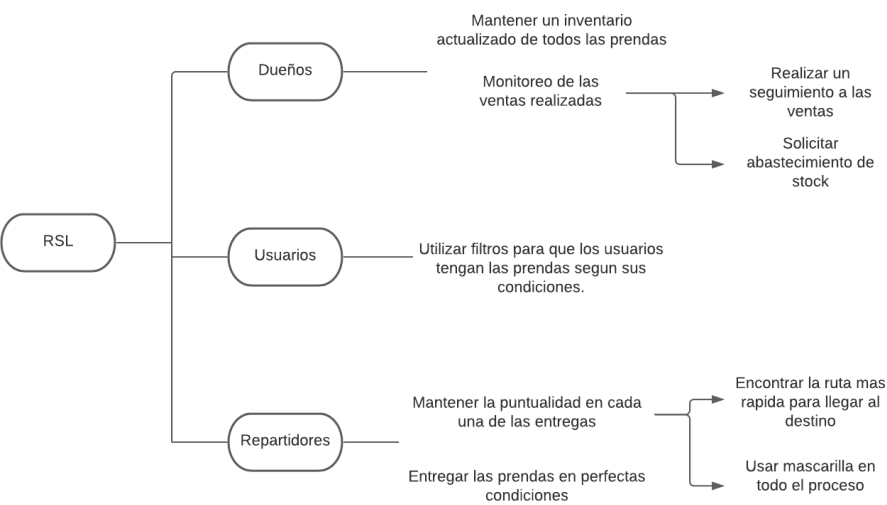 RSL
Dueños
Mantener un inventario
actualizado de todos las prendas
Monitoreo de las
ventas realizadas
Realizar un
seguimiento a las
ventas
Solicitar
abastecimiento de
stock
Usuarios
Utilizar filtros para que los usuarios
tengan las prendas segun sus
condiciones.
Repartidores
Mantener la puntualidad en cada
una de las entregas
Encontrar la ruta mas
rapida para llegar al
destino
Usar mascarilla en
todo el proceso
Entregar las prendas en perfectas
condiciones